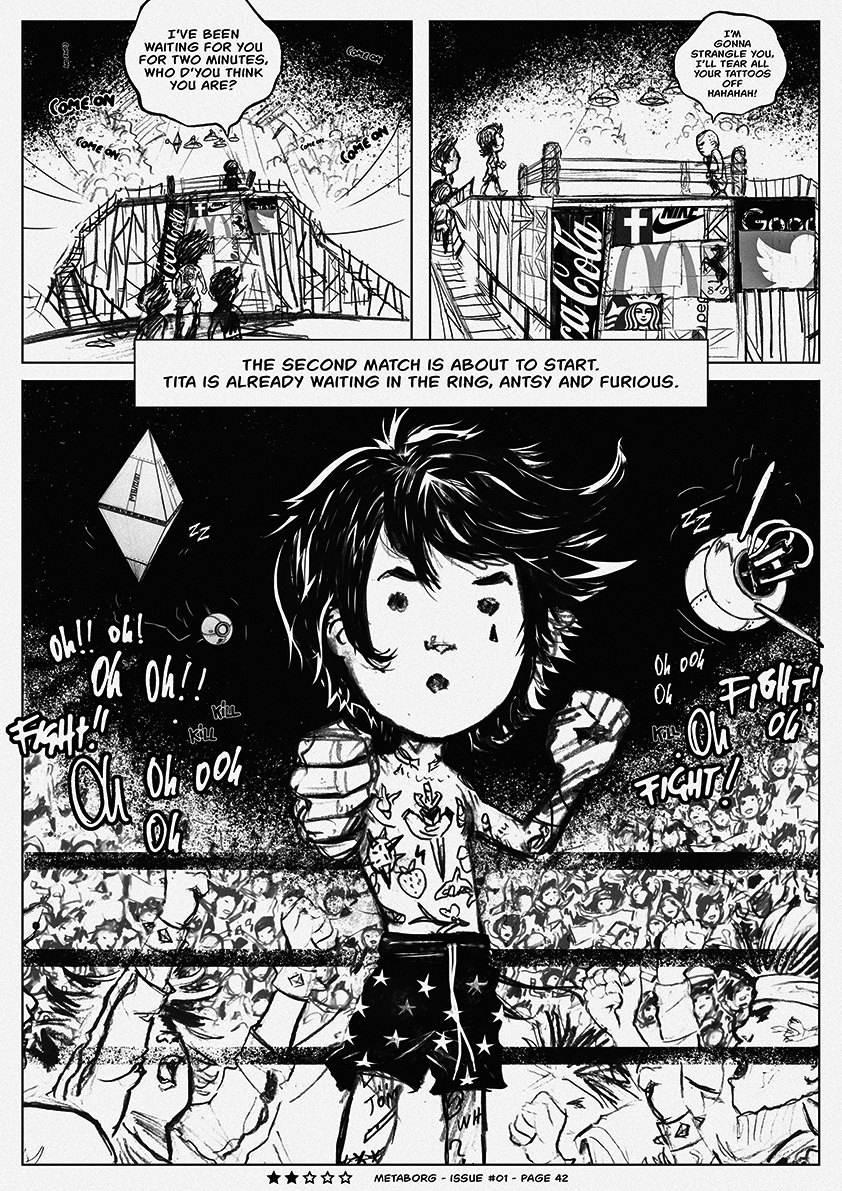 I'VE BEEN
WAITING FOR YOU
FOR TWO MINUTES,
WHO D'YOU THINK
YOU ARE?
COME ON
COME ON
COME ON
COME ON
I'M
GONNA
STRANGLE YOU,
I'LL TEAR ALL
YOUR TATTOOS
OFF
HAHAHAH!
NIKE
McDonald's
THE SECOND MATCH IS ABOUT TO START.
TITA IS ALREADY WAITING IN THE RING, ANTSY AND FURIOUS.
ZZ
ZZ
Oh!! Oh!
Oh Oh!!
KILL
FIGHT!!
KILL
Oh Oh OOh
Oh
Oh OOh
Oh
FIGHT!
KILL
Oh
Oh
FIGHT!
METABORG - ISSUE #01 - PAGE 42